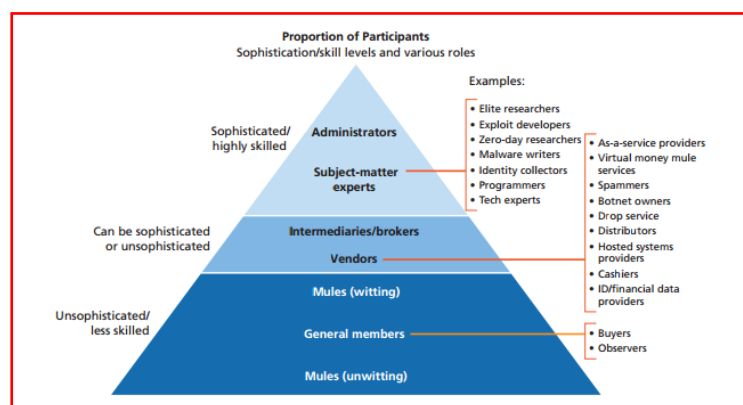 Proportion of Participants
Sophistication/skill levels and various roles
Examples:
Sophisticated/
highly skilled
Administrators
Subject-matter
experts
• Elite researchers
• Exploit developers
• Zero-day researchers
• Malware writers
• Identity collectors
• Programmers
• Tech experts
• As-a-service providers
• Virtual money mule
services
• Spammers
• Botnet owners
• Drop service
• Distributors
• Hosted systems
providers
• Cashiers
• ID/financial data
providers
Can be sophisticated
or unsophisticated
Intermediaries/brokers
Vendors
Unsophisticated/
less skilled
Mules (witting)
General members
• Buyers
• Observers
Mules (unwitting)